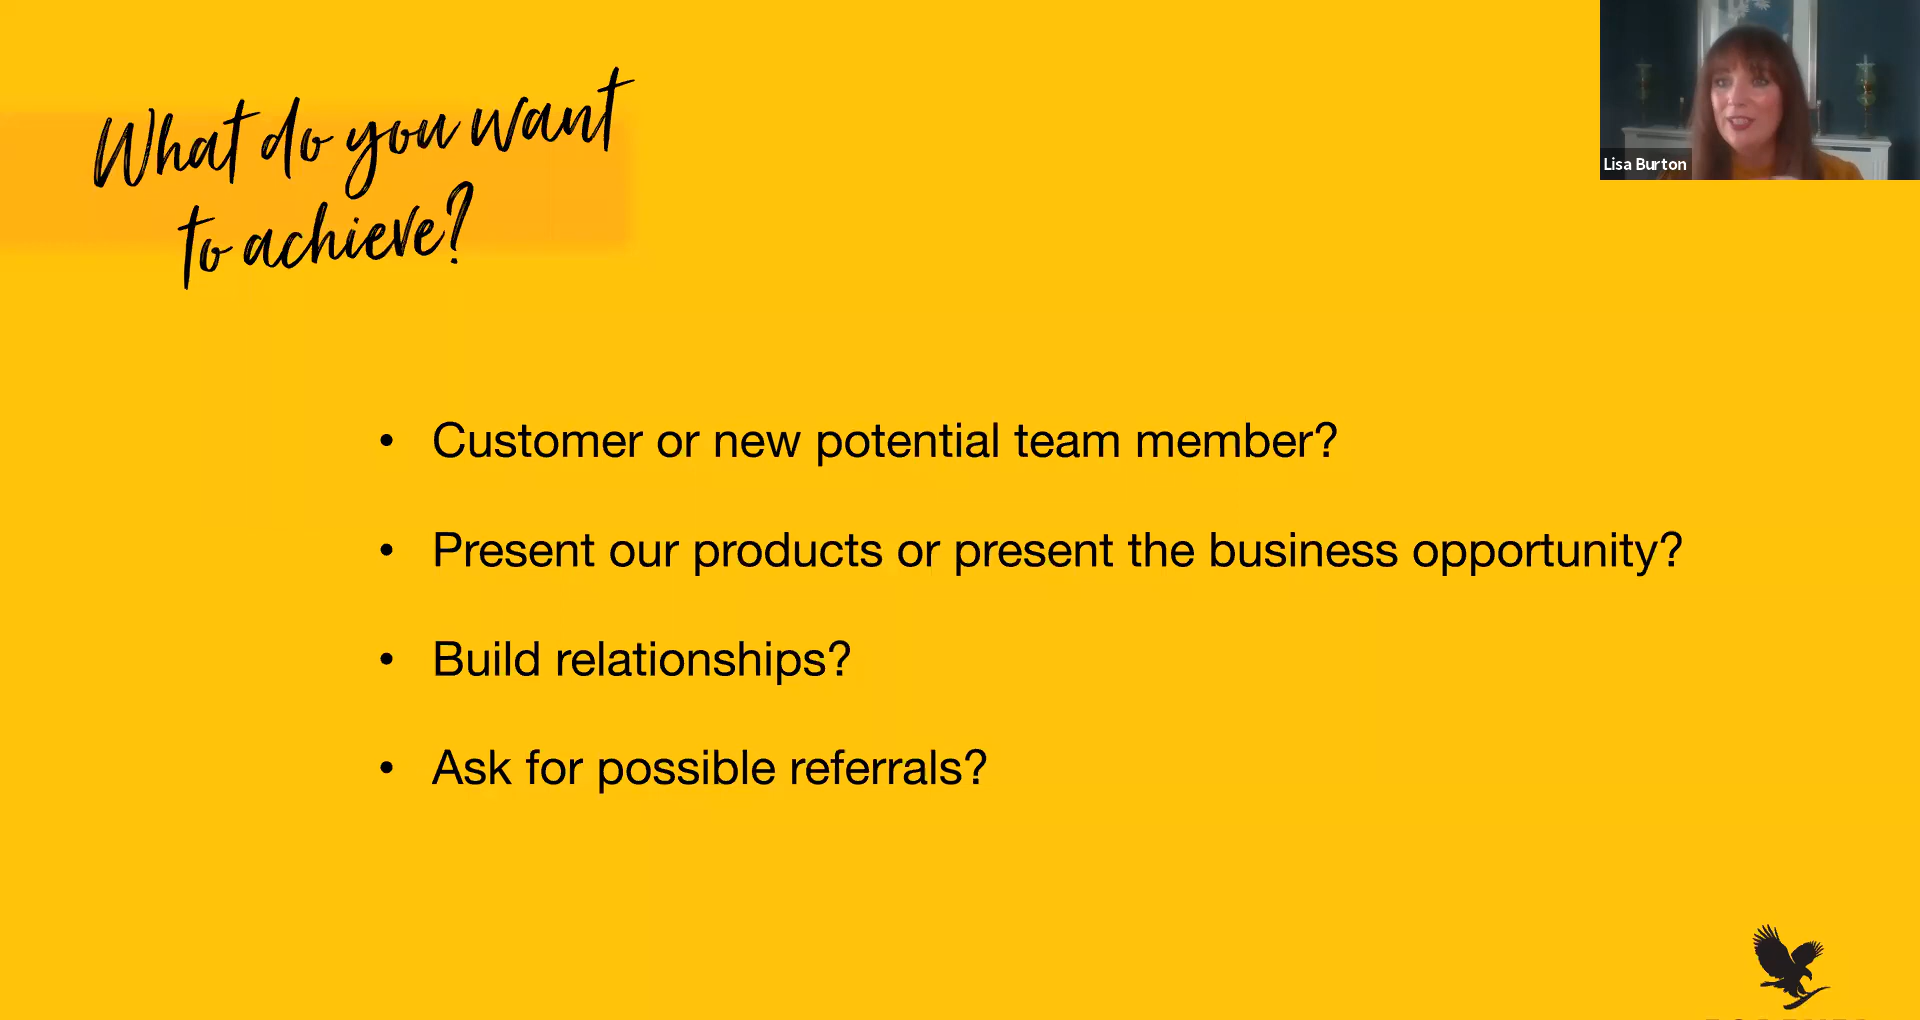 What do you want
to achieve?
Lisa Burton
• Customer or new potential team member?
• Present our products or present the business opportunity?
• Build relationships?
• Ask for possible referrals?